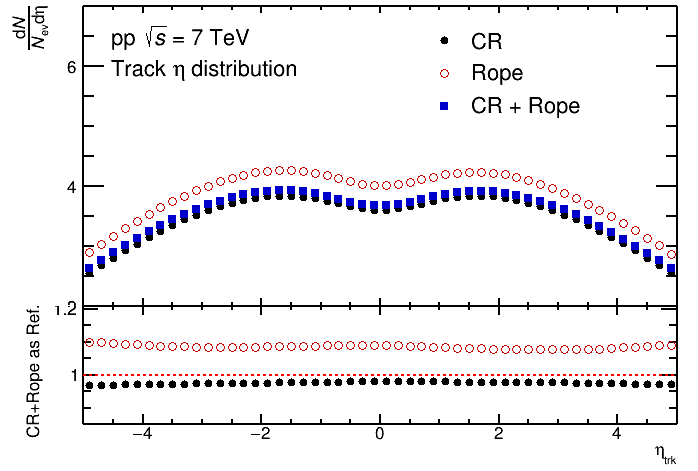 dN
N_ev dη
pp √s = 7 TeV
Track η distribution
CR
Rope
CR + Rope
6
4
1.2
1
CR+Rope as Ref.
−4 −2 0 2 4
η_trk